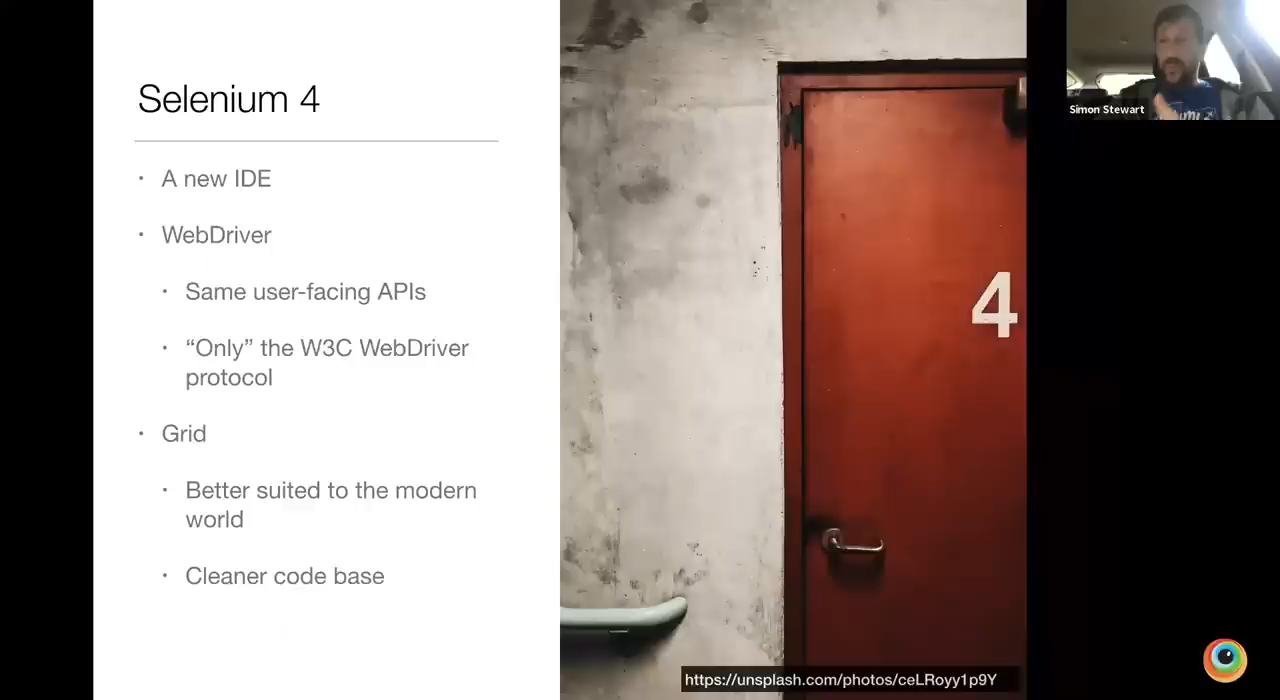 Selenium 4
• A new IDE
• WebDriver
• Same user-facing APIs
• “Only” the W3C WebDriver
protocol
• Grid
• Better suited to the modern
world
• Cleaner code base
4
https://unsplash.com/photos/ceLRoyy1p9Y
Simon Stewart